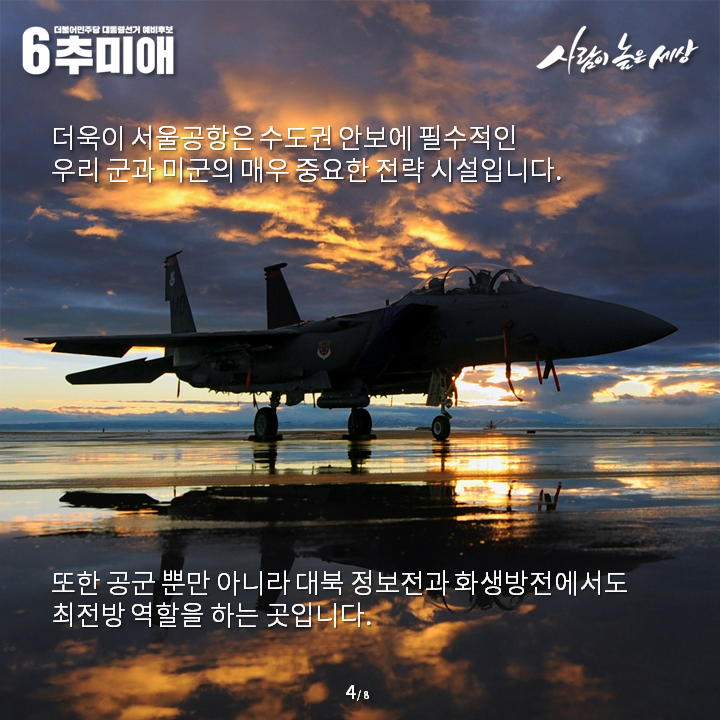 더불어민주당 대통령선거 예비후보
6추미애
사람이 높은 세상
더욱이 서울공항은 수도권 안보에 필수적인
우리 군과 미군의 매우 중요한 전략 시설입니다.
또한 공군 뿐만 아니라 대북 정보전과 화생방전에서도
최전방 역할을 하는 곳입니다.
4/8